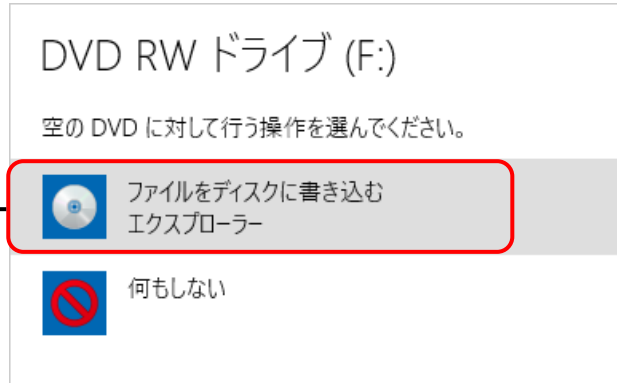 DVD RW ドライブ (F:)
空の DVD に対して行う操作を選んでください。
ファイルをディスクに書き込む
エクスプローラー
何もしない